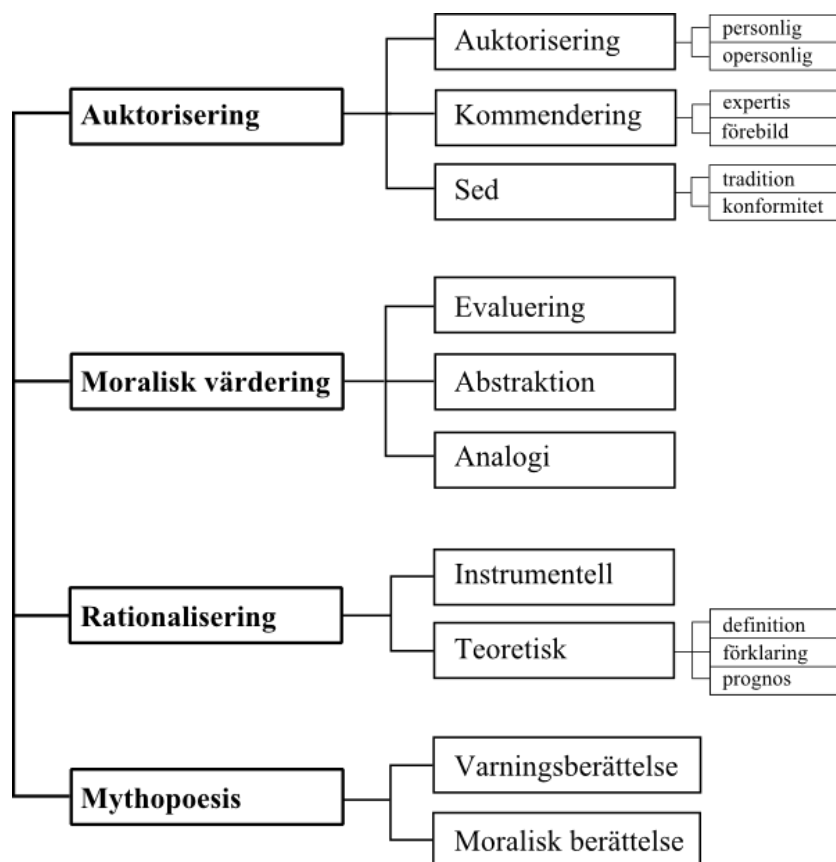 Auktorisering
Auktorisering
personlig
opersonlig
Kommendering
expertis
förebild
Sed
tradition
konformitet
Moralisk värdering
Evaluering
Abstraktion
Analogi
Rationalisering
Instrumentell
Teoretisk
definition
förklaring
prognos
Mythopoesis
Varningsberättelse
Moralisk berättelse